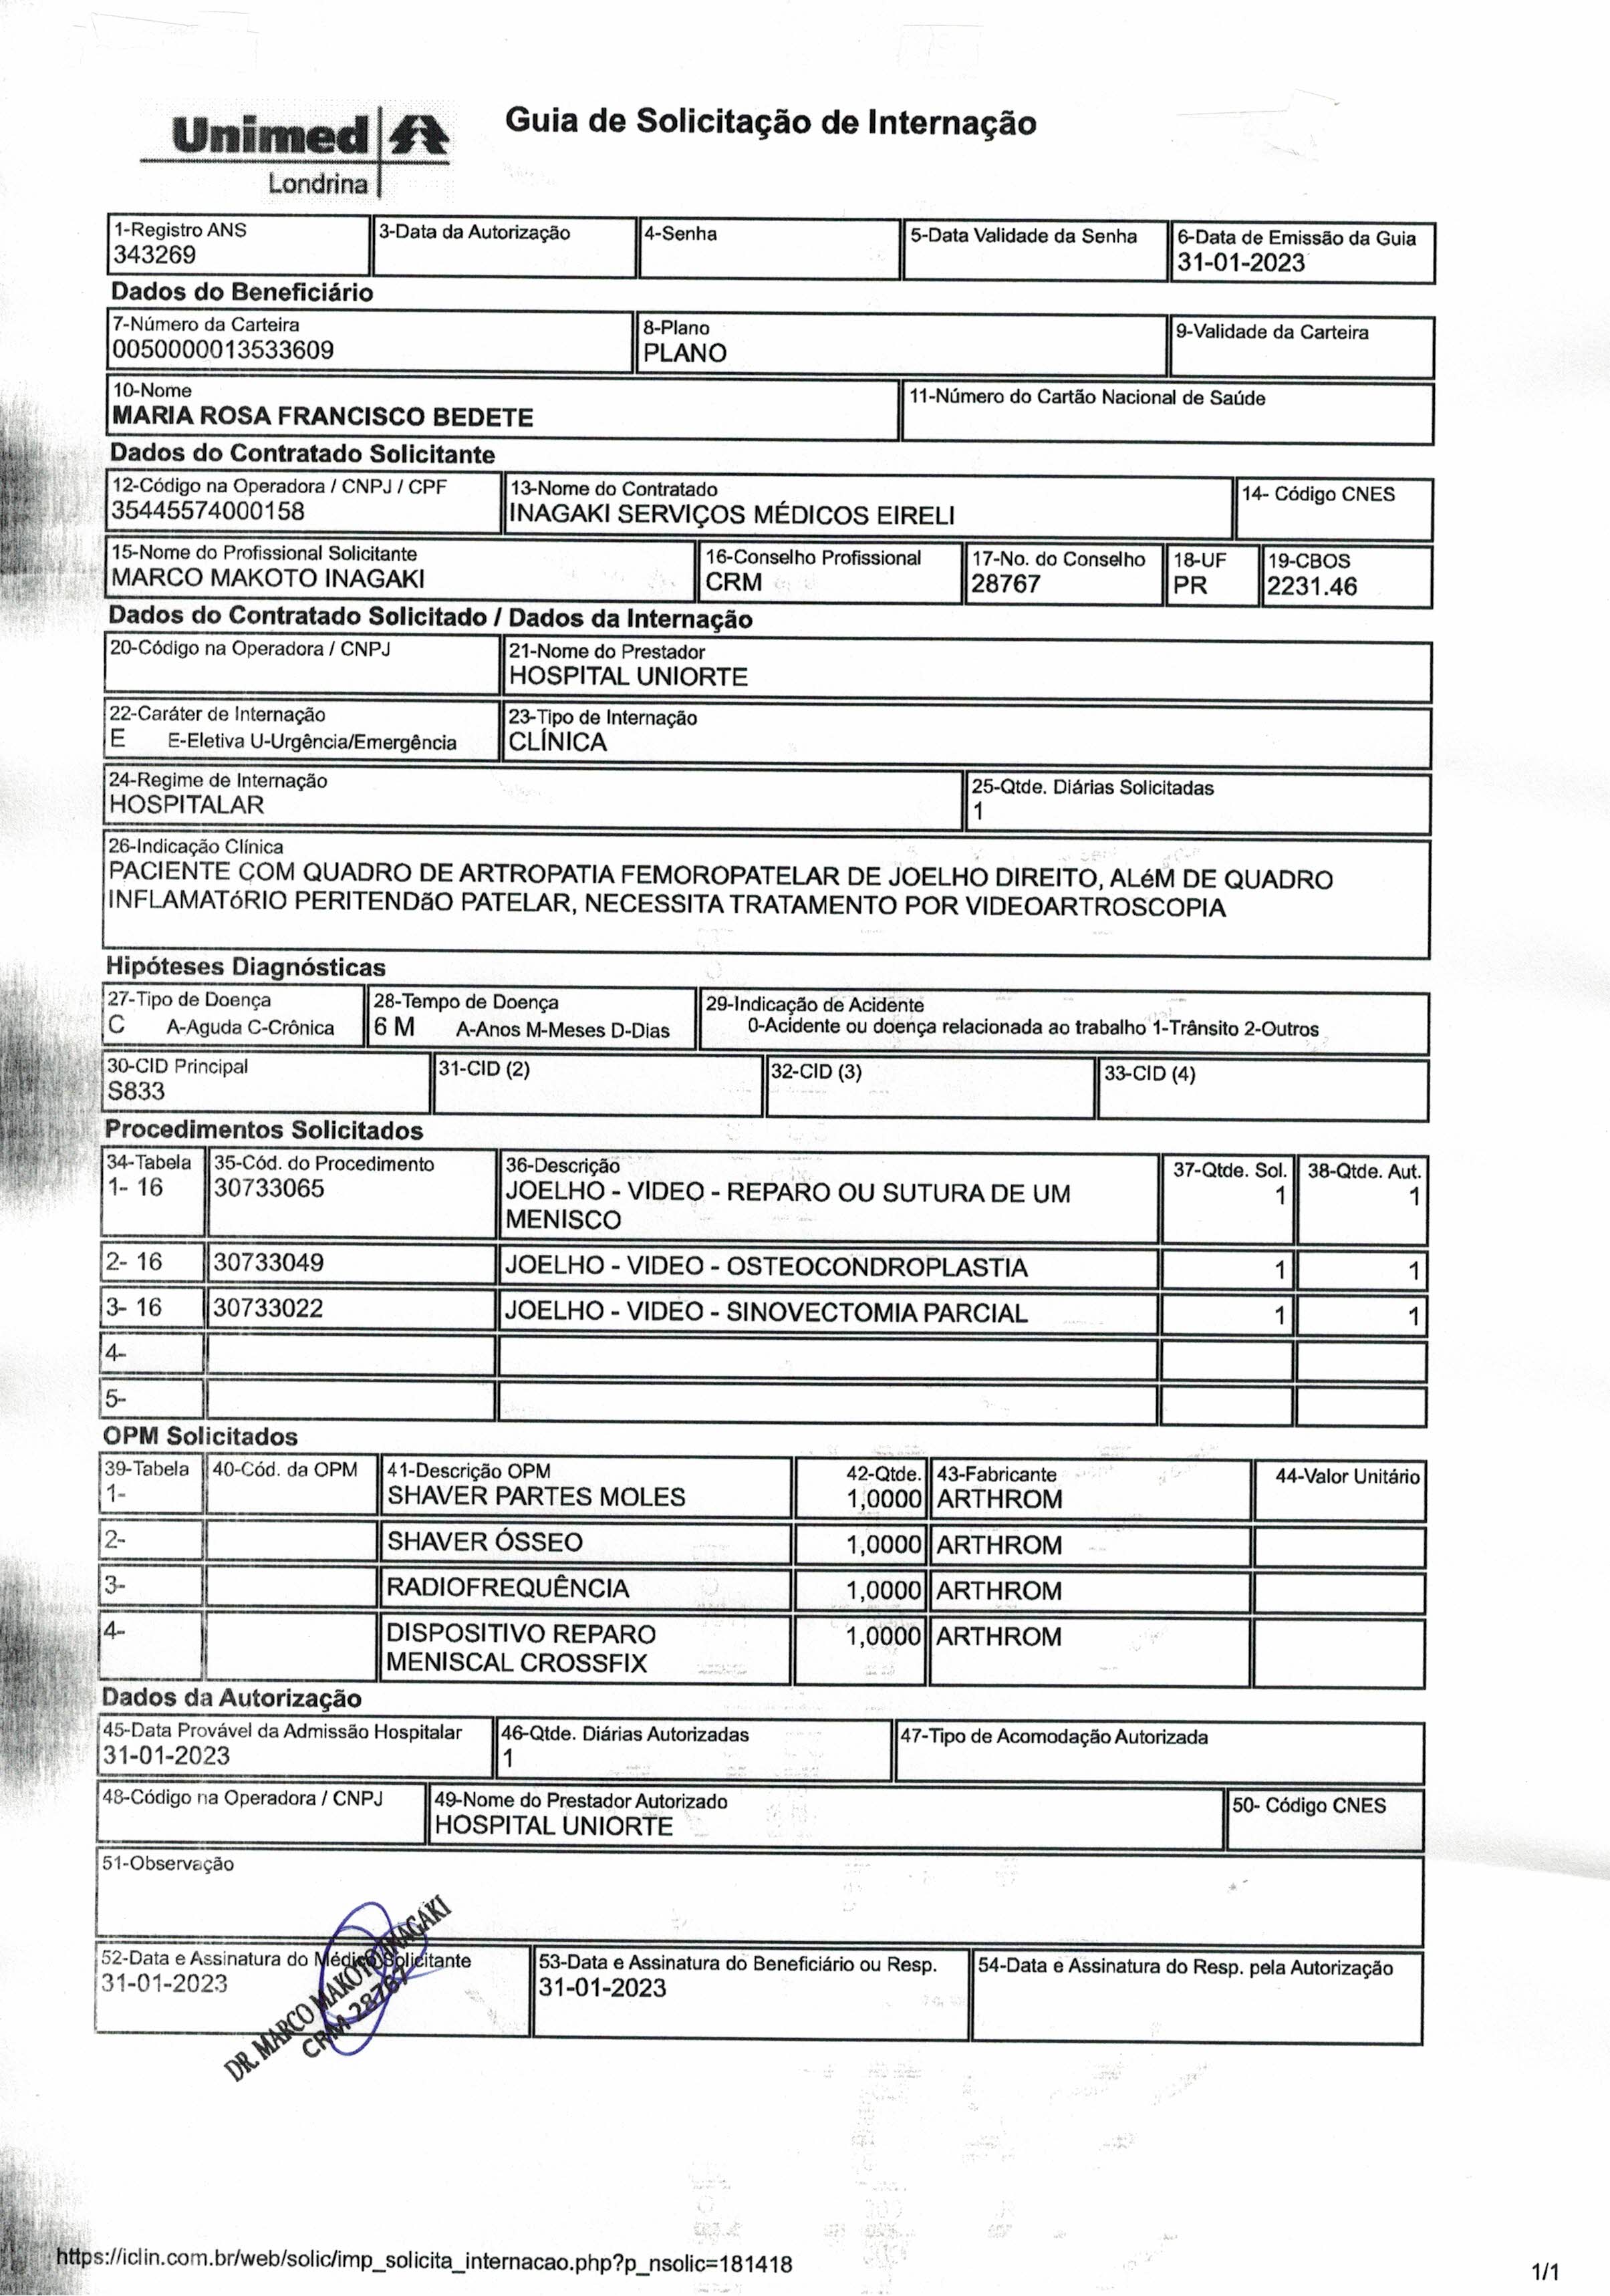 Unimed
Londrina
Guia de Solicitação de Internação
1-Registro ANS
343269
3-Data da Autorização
4-Senha
5-Data Validade da Senha
6-Data de Emissão da Guia
31-01-2023
Dados do Beneficiário
7-Número da Carteira
0050000013533609
8-Plano
PLANO
9-Validade da Carteira
10-Nome
MARIA ROSA FRANCISCO BEDETE
11-Número do Cartão Nacional de Saúde
Dados do Contratado Solicitante
12-Código na Operadora / CNPJ / CPF
35445574000158
13-Nome do Contratado
INAGAKI SERVIÇOS MÉDICOS EIRELI
14- Código CNES
15-Nome do Profissional Solicitante
MARCO MAKOTO INAGAKI
16-Conselho Profissional
CRM
17-No. do Conselho
28767
18-UF
PR
19-CBOS
2231.46
Dados do Contratado Solicitado / Dados da Internação
20-Código na Operadora / CNPJ
21-Nome do Prestador
HOSPITAL UNIORTE
22-Caráter de Internação
E E-Eletiva U-Urgência/Emergência
23-Tipo de Internação
CLÍNICA
24-Regime de Internação
HOSPITALAR
25-Qtde. Diárias Solicitadas
1
26-Indicação Clínica
PACIENTE COM QUADRO DE ARTROPATIA FEMOROPATELAR DE JOELHO DIREITO, ALéM DE QUADRO
INFLAMATóRIO PERITENDãO PATELAR, NECESSITA TRATAMENTO POR VIDEOARTROSCOPIA
Hipóteses Diagnósticas
27-Tipo de Doença
C A-Aguda C-Crônica
28-Tempo de Doença
6 M A-Anos M-Meses D-Dias
29-Indicação de Acidente
0-Acidente ou doença relacionada ao trabalho 1-Trânsito 2-Outros
30-CID Principal
S833
31-CID (2)
32-CID (3)
33-CID (4)
Procedimentos Solicitados
34-Tabela 35-Cód. do Procedimento 36-Descrição 37-Qtde. Sol. 38-Qtde. Aut.
1- 16 30733065 JOELHO - VIDEO - REPARO OU SUTURA DE UM 1 1
MENISCO
2- 16 30733049 JOELHO - VIDEO - OSTEOCONDROPLASTIA 1 1
3- 16 30733022 JOELHO - VIDEO - SINOVECTOMIA PARCIAL 1 1
4-
5-
OPM Solicitados
39-Tabela 40-Cód. da OPM 41-Descrição OPM 42-Qtde. 43-Fabricante 44-Valor Unitário
1- SHAVER PARTES MOLES 1,0000 ARTHROM
2- SHAVER ÓSSEO 1,0000 ARTHROM
3- RADIOFREQUÊNCIA 1,0000 ARTHROM
4- DISPOSITIVO REPARO 1,0000 ARTHROM
MENISCAL CROSSFIX
Dados da Autorização
45-Data Provável da Admissão Hospitalar
31-01-2023
46-Qtde. Diárias Autorizadas
1
47-Tipo de Acomodação Autorizada
48-Código na Operadora / CNPJ
49-Nome do Prestador Autorizado
HOSPITAL UNIORTE
50- Código CNES
51-Observação
52-Data e Assinatura do Médico Solicitante
31-01-2023
DR. MARCO MAKOTO INAGAKI
CRM 28767
53-Data e Assinatura do Beneficiário ou Resp.
31-01-2023
54-Data e Assinatura do Resp. pela Autorização
https://iclin.com.br/web/solic/imp_solicita_internacao.php?p_nsolic=181418
1/1